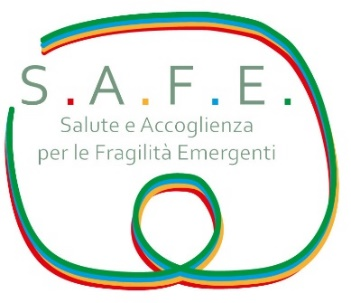 S.A.F.E.
Salute e Accoglienza
per le Fragilità Emergenti